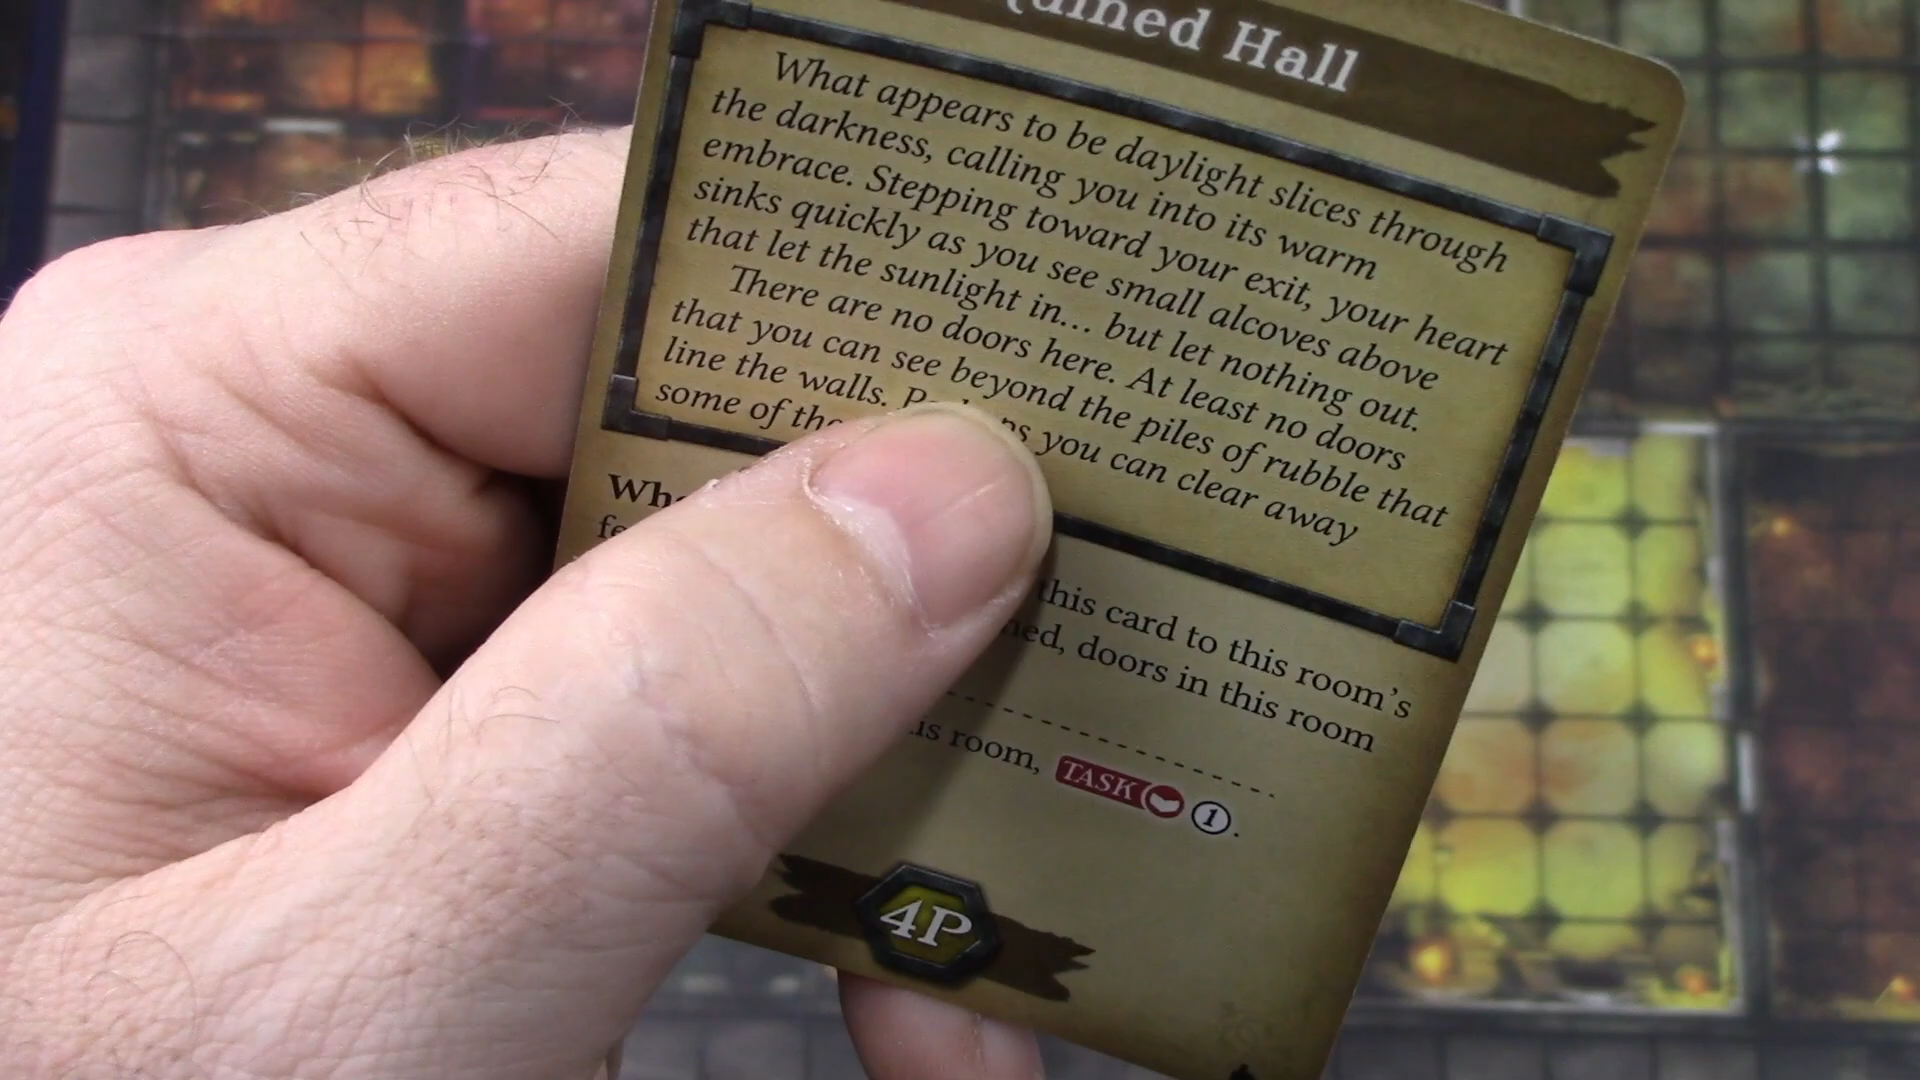 Hall
What appears to be daylight slices through
the darkness, calling you into its warm
embrace. Stepping toward your exit, your heart
sinks quickly as you see small alcoves above
that let the sunlight in... but let nothing out.
There are no doors here. At least no doors
that you can see beyond the piles of rubble that
line the walls. you can clear away
some of the
this card to this room's
doors in this room
room, TASK 1.
4P